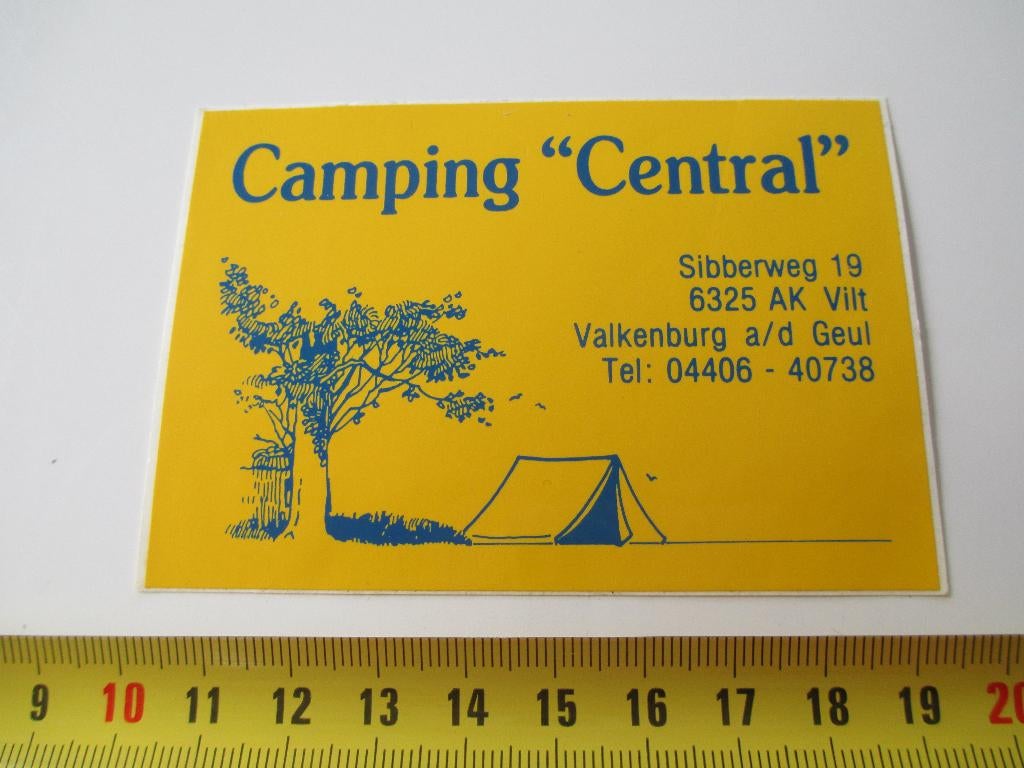 Camping “Central”
Sibberweg 19
6325 AK Vilt
Valkenburg a/d Geul
Tel: 04406 - 40738
9 10 11 12 13 14 15 16 17 18 19 20